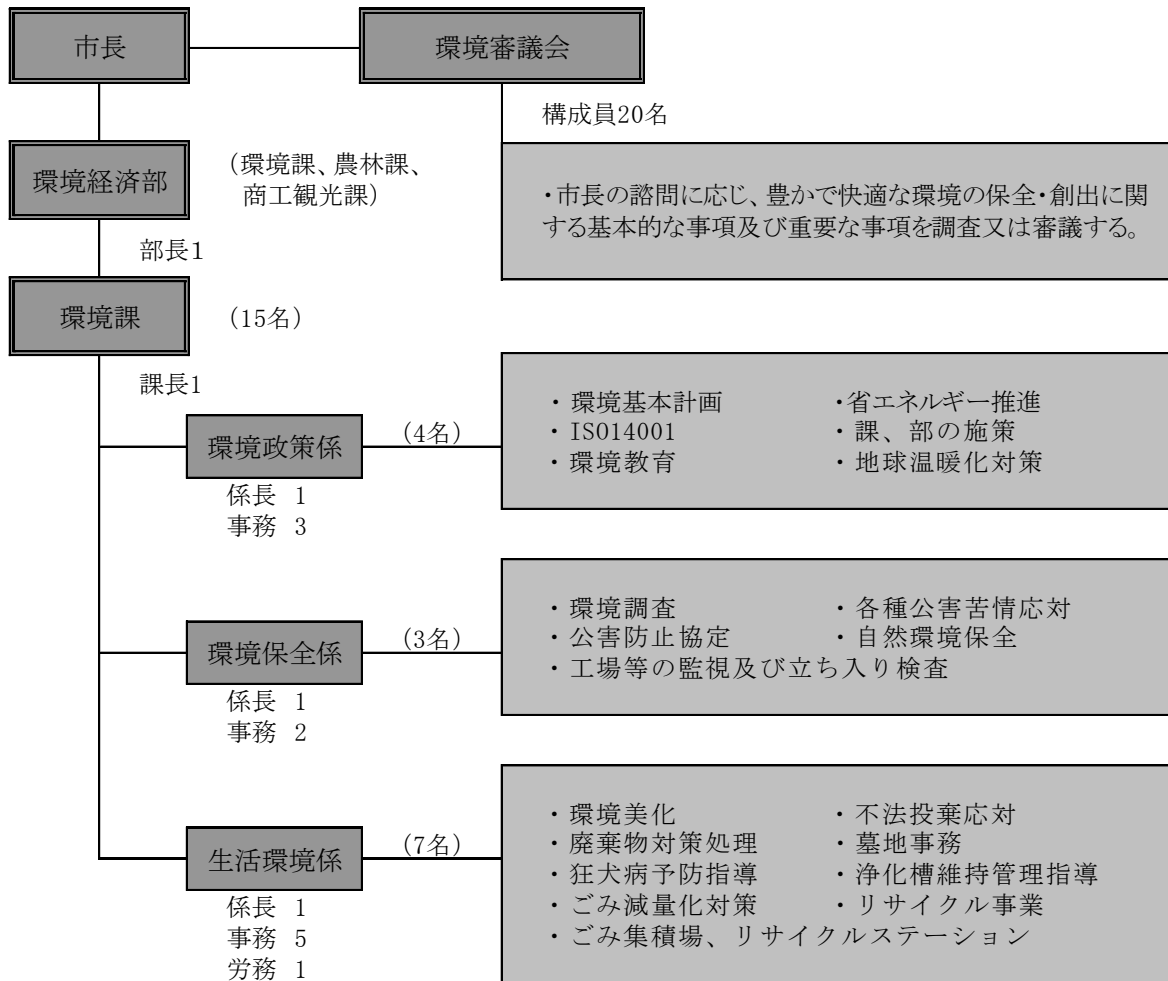 市長
環境審議会
構成員20名
環境経済部
(環境課、農林課、
商工観光課)
・市長の諮問に応じ、豊かで快適な環境の保全・創出に関
する基本的な事項及び重要な事項を調査又は審議する。
部長1
環境課
(15名)
課長1
環境政策係
(4名)
係長 1
事務 3
・環境基本計画 ・省エネルギー推進
・ISO14001 ・課、部の施策
・環境教育 ・地球温暖化対策
環境保全係
(3名)
係長 1
事務 2
・環境調査 ・各種公害苦情応対
・公害防止協定 ・自然環境保全
・工場等の監視及び立ち入り検査
生活環境係
(7名)
係長 1
事務 5
労務 1
・環境美化 ・不法投棄応対
・廃棄物対策処理 ・墓地事務
・狂犬病予防指導 ・浄化槽維持管理指導
・ごみ減量化対策 ・リサイクル事業
・ごみ集積場、リサイクルステーション